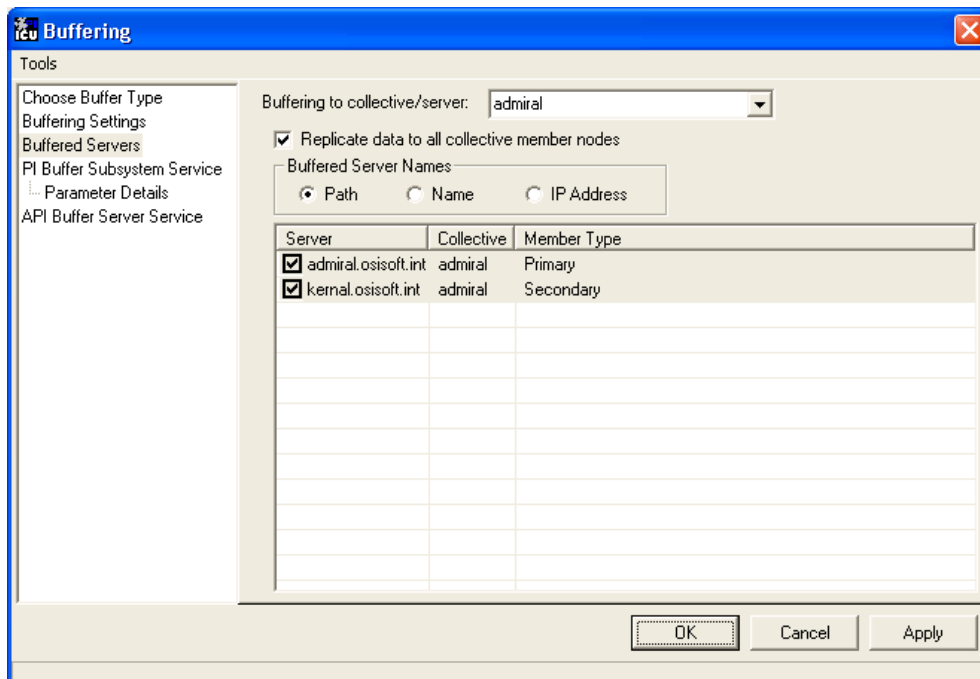 icu Buffering
Tools
Choose Buffer Type
Buffering Settings
Buffered Servers
PI Buffer Subsystem Service
Parameter Details
API Buffer Server Service
Buffering to collective/server: admiral
Replicate data to all collective member nodes
Buffered Server Names
Path Name IP Address
Server Collective Member Type
admiral.osisoft.int admiral Primary
kernal.osisoft.int admiral Secondary
OK Cancel Apply